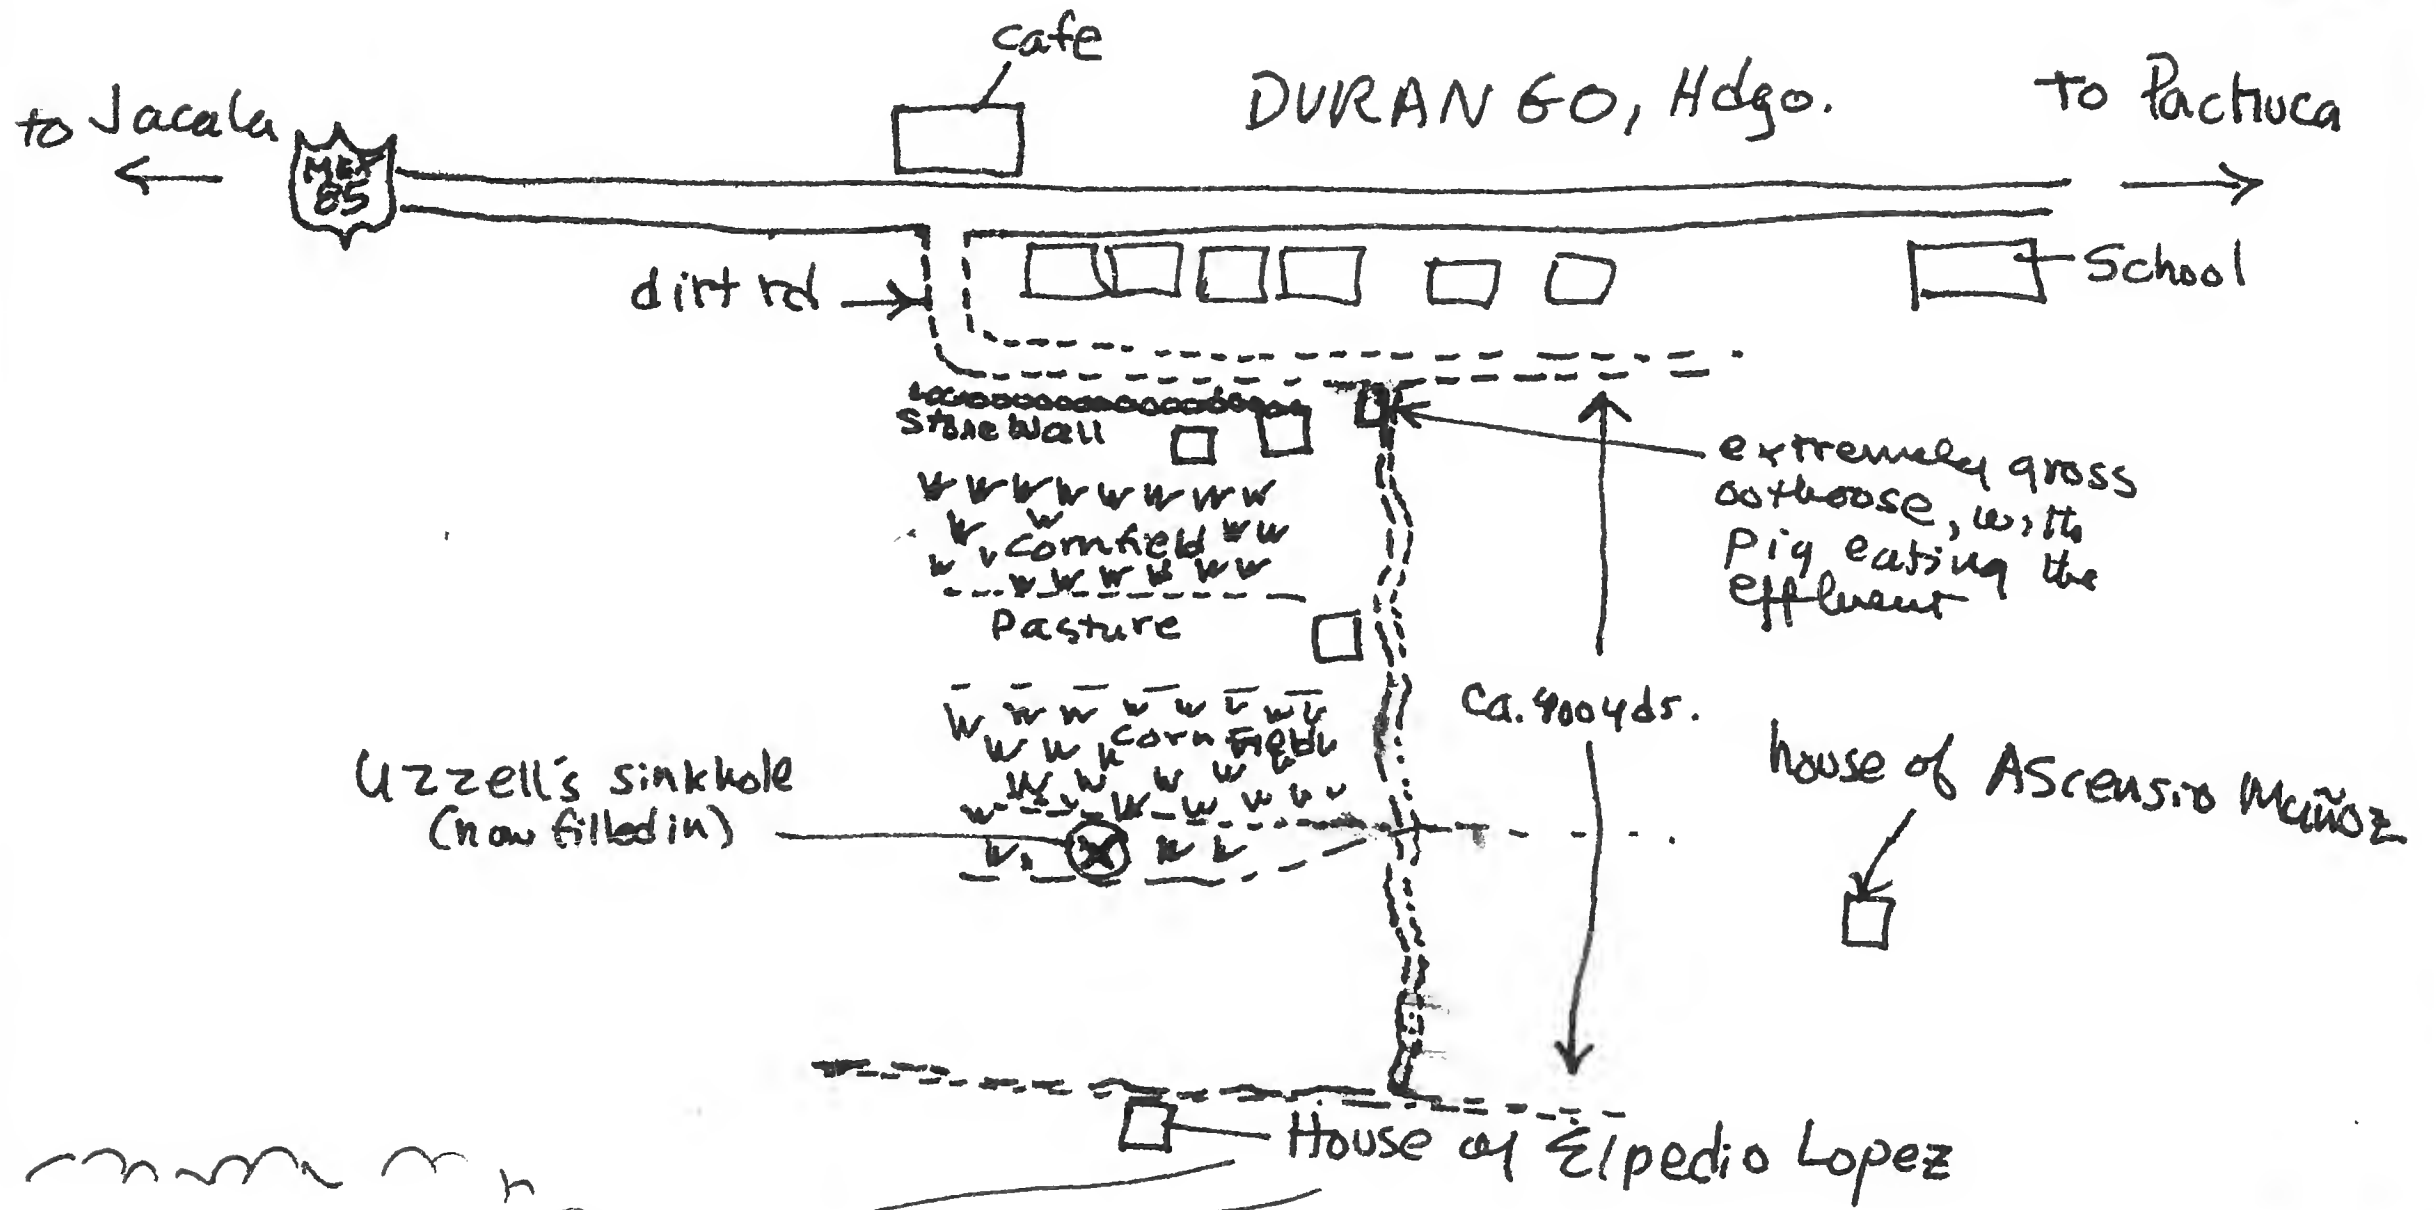 cafe
DURANGO, Hdgo.
to Pachuca
to Jacala
MEX
85
School
dirt rd
Stone Wall
extremely gross
outhouse, with
pig eating the
effluent
cornfield
Pasture
ca. 400 yds.
cornfield
house of Ascensio Muñoz
Uzzell's sinkhole
(now filled in)
House of Elpedio Lopez